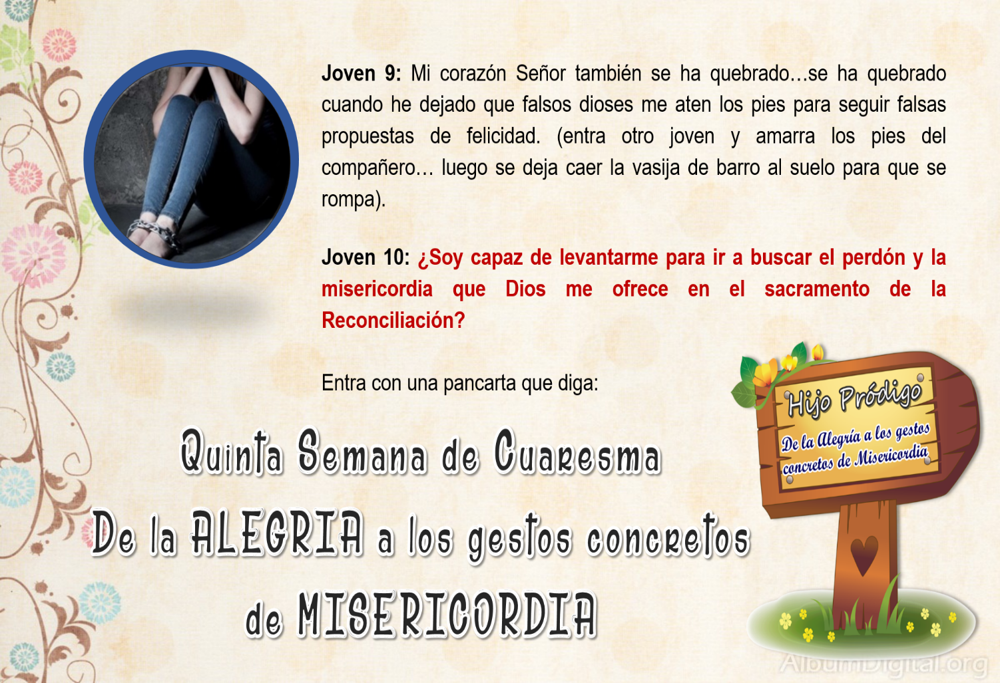 Joven 9: Mi corazón Señor también se ha quebrado…se ha quebrado
cuando he dejado que falsos dioses me aten los pies para seguir falsas
propuestas de felicidad. (entra otro joven y amarra los pies del
compañero… luego se deja caer la vasija de barro al suelo para que se
rompa).
Joven 10: ¿Soy capaz de levantarme para ir a buscar el perdón y la
misericordia que Dios me ofrece en el sacramento de la
Reconciliación?
Entra con una pancarta que diga:
Hijo Pródigo
De la Alegría a los gestos
concretos de Misericordia
Quinta Semana de Cuaresma
De la ALEGRIA a los gestos concretos
de MISERICORDIA
AlbumDigital.org